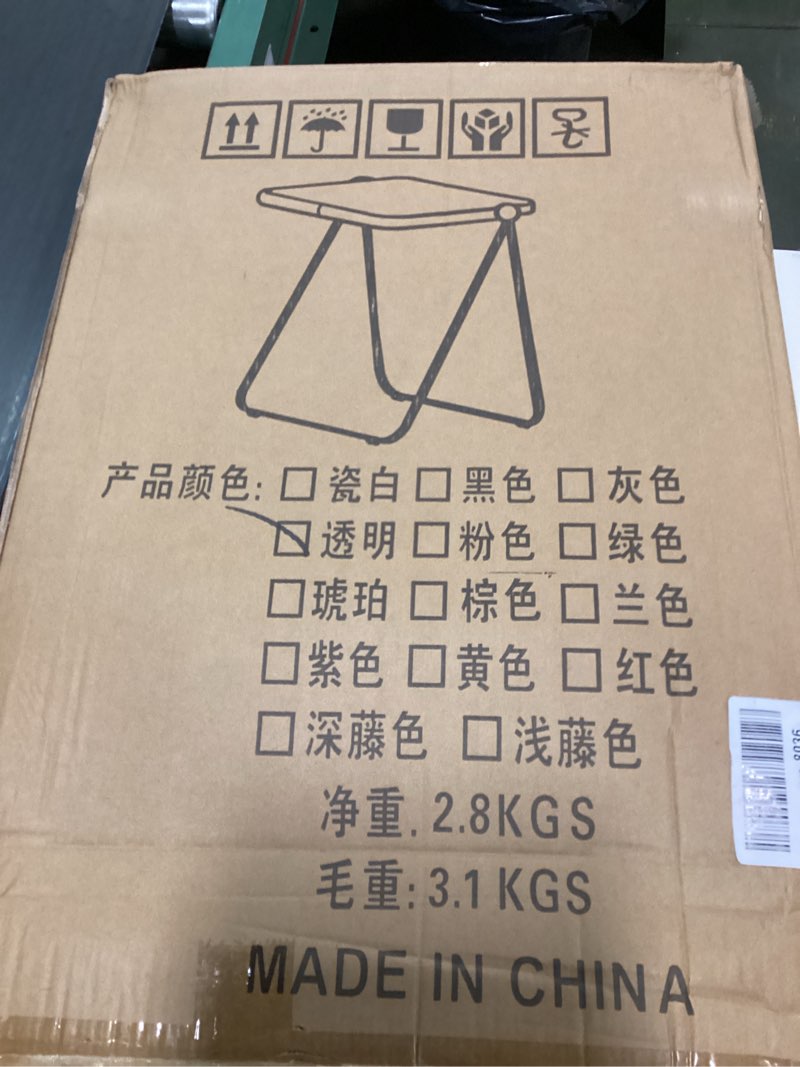 产品颜色: □ 瓷白 □ 黑色 □ 灰色
□ 透明 □ 粉色 □ 绿色
□ 琥珀 □ 棕色 □ 兰色
□ 紫色 □ 黄色 □ 红色
□ 深藤色 □ 浅藤色
净重. 2.8KGS
毛重: 3.1 KGS
MADE IN CHINA
8036